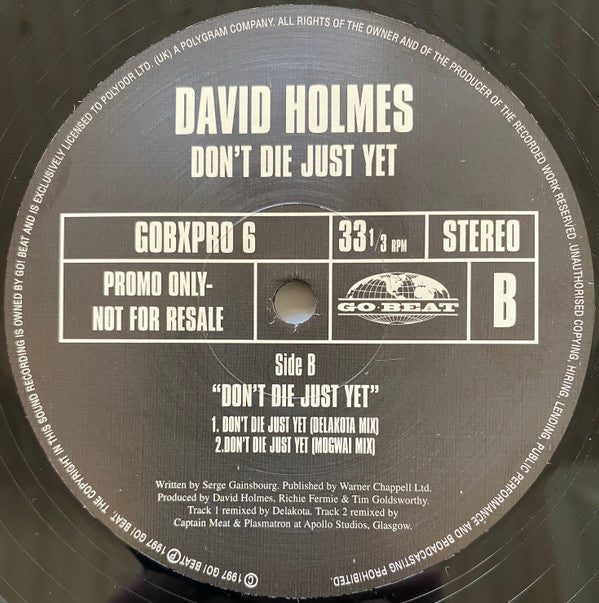 DAVID HOLMES
DON'T DIE JUST YET
GOBXPRO 6
33 1/3 RPM
STEREO
PROMO ONLY-
NOT FOR RESALE
GO.BEAT
B
Side B
"DON'T DIE JUST YET"
1. DON'T DIE JUST YET (DELAKOTA MIX)
2.DON'T DIE JUST YET (MOGWAI MIX)
Written by Serge Gainsbourg. Published by Warner Chappell Ltd.
Produced by David Holmes, Richie Fermie & Tim Goldsworthy.
Track 1 remixed by Delakota. Track 2 remixed by
Captain Meat & Plasmatron at Apollo Studios, Glasgow.
© 1997 GO! BEAT ℗ 1997 GO! BEAT. THE COPYRIGHT IN THIS SOUND RECORDING IS OWNED BY GO! BEAT AND IS EXCLUSIVELY LICENSED TO POLYDOR LTD. (UK) A POLYGRAM COMPANY. ALL RIGHTS OF THE OWNER AND OF THE PRODUCER OF THE RECORDED WORK RESERVED .UNAUTHORISED COPYING, HIRING, LENDING, PUBLIC PERFORMANCE AND BROADCASTING PROHIBITED.